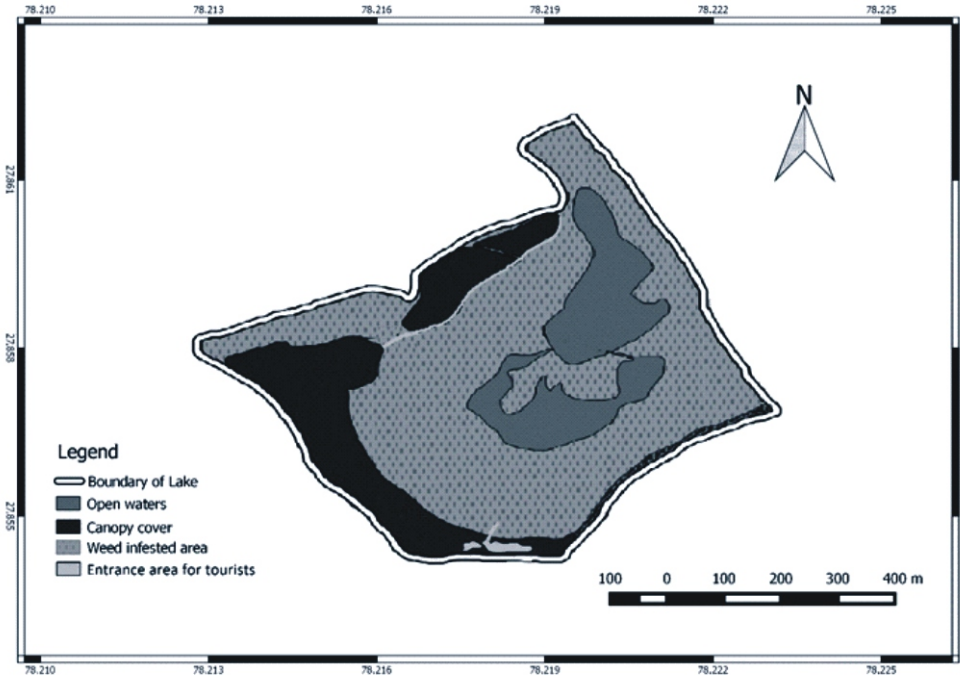 78.210 78.213 78.216 78.219 78.222 78.225
N
27.861
27.858
27.855
Legend
Boundary of Lake
Open waters
Canopy cover
Weed infested area
Entrance area for tourists
100 0 100 200 300 400 m
78.210 78.213 78.216 78.219 78.222 78.225